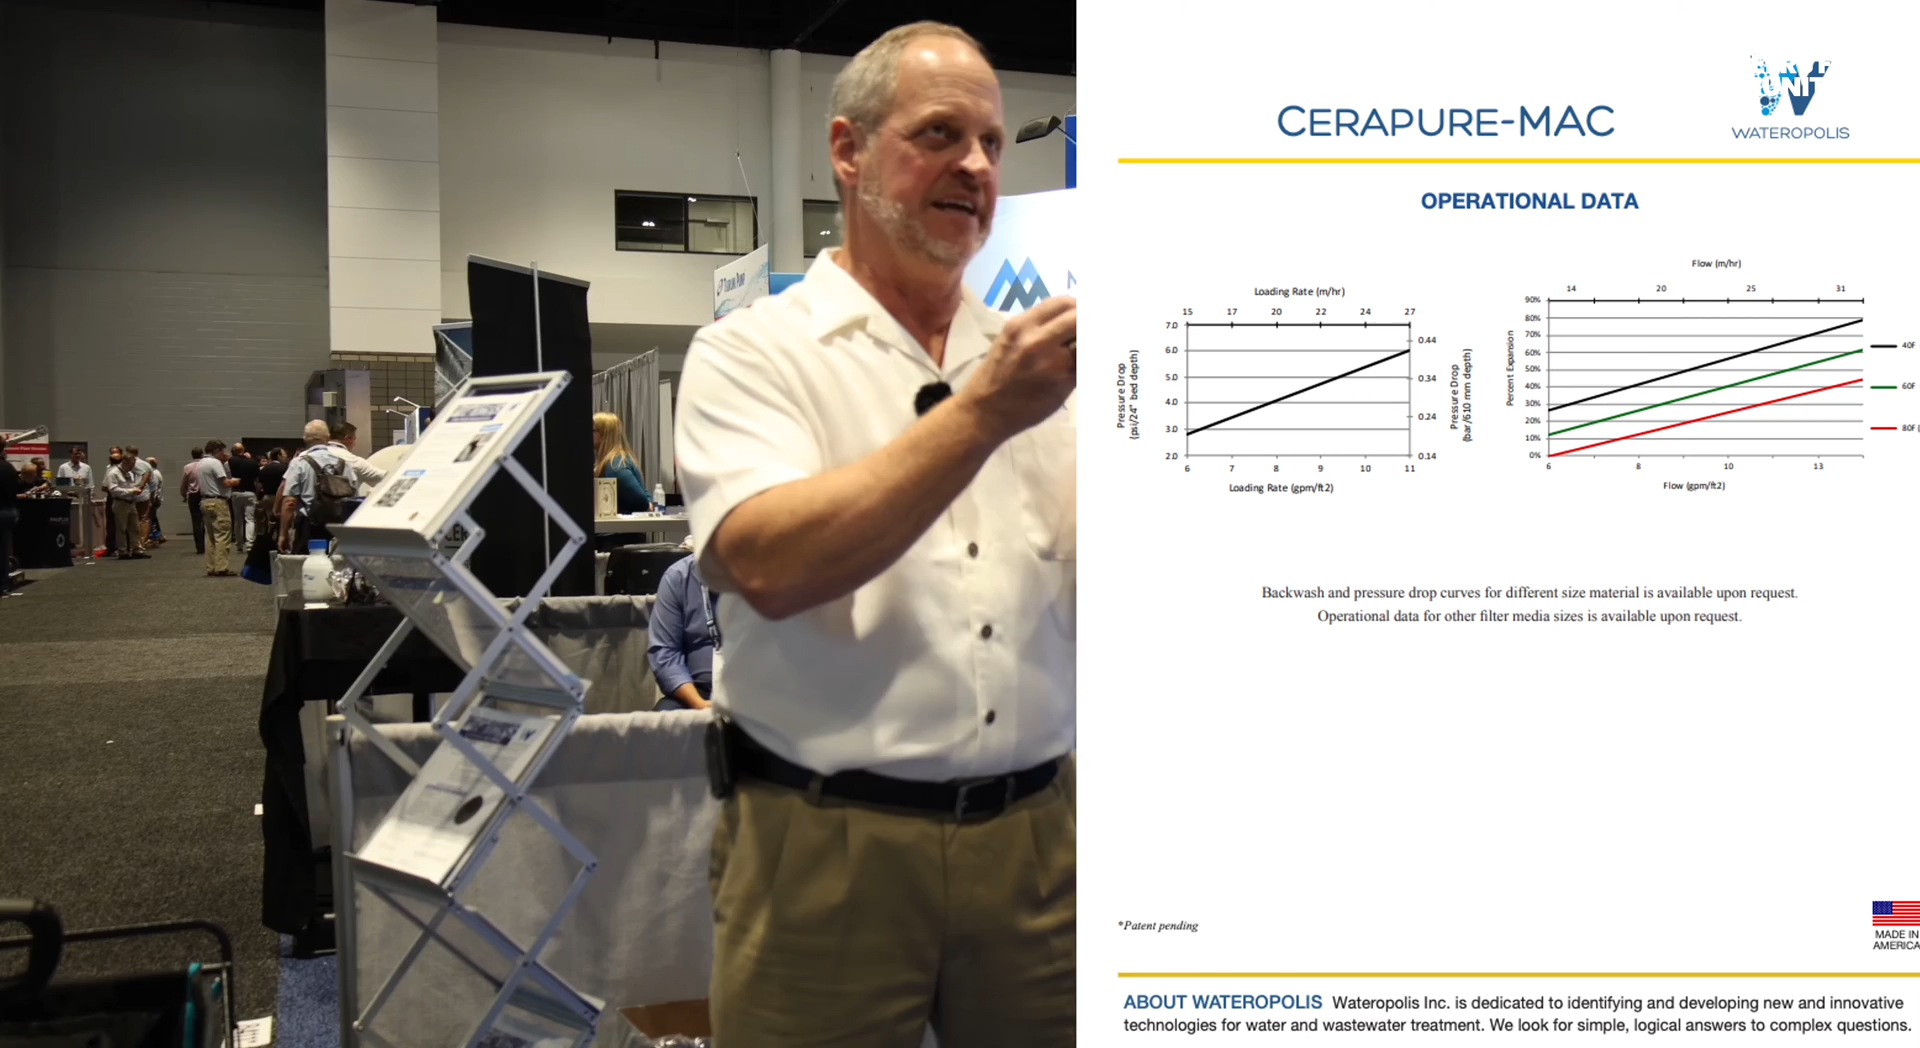 CERAPURE-MAC
UNIT
WATEROPOLIS
OPERATIONAL DATA
Loading Rate (m/hr)
15 17 20 22 24 27
7.0
6.0
5.0
4.0
3.0
2.0
Pressure Drop
(psi/24" bed depth)
0.44
0.34
0.24
0.14
Pressure Drop
(bar/610 mm depth)
6 7 8 9 10 11
Loading Rate (gpm/ft2)
Flow (m/hr)
14 20 25 31
90%
80%
70%
60%
50%
40%
30%
20%
10%
0%
Percent Expansion
40F
60F
80F (
6 8 10 13
Flow (gpm/ft2)
Backwash and pressure drop curves for different size material is available upon request.
Operational data for other filter media sizes is available upon request.
*Patent pending
MADE IN
AMERICA
ABOUT WATEROPOLIS Wateropolis Inc. is dedicated to identifying and developing new and innovative
technologies for water and wastewater treatment. We look for simple, logical answers to complex questions.